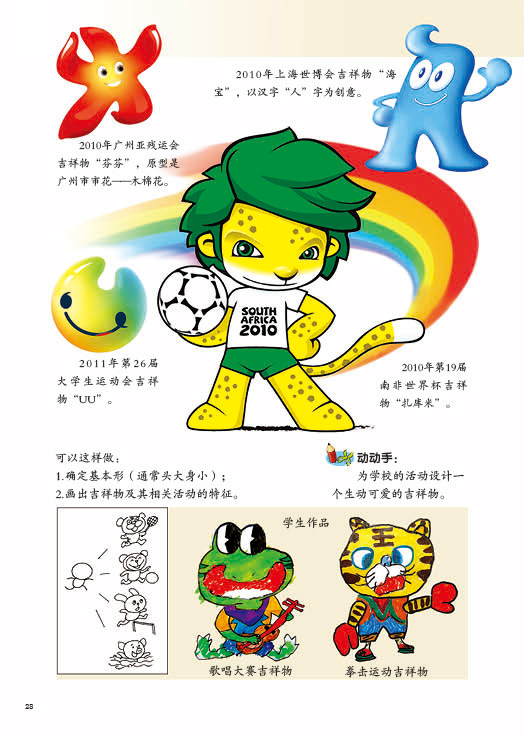 2010年上海世博会吉祥物“海
宝”，以汉字“人”字为创意。
2010年广州亚残运会
吉祥物“芬芬”，原型是
广州市市花——木棉花。
SOUTH
AFRICA
2010
2011年第26届
大学生运动会吉祥
物“UU”。
2010年第19届
南非世界杯吉祥
物“扎库米”。
可以这样做：
1.确定基本形（通常头大身小）；
2.画出吉祥物及其相关活动的特征。
动动手：
为学校的活动设计一
个生动可爱的吉祥物。
学生作品
王
歌唱大赛吉祥物
拳击运动吉祥物
28